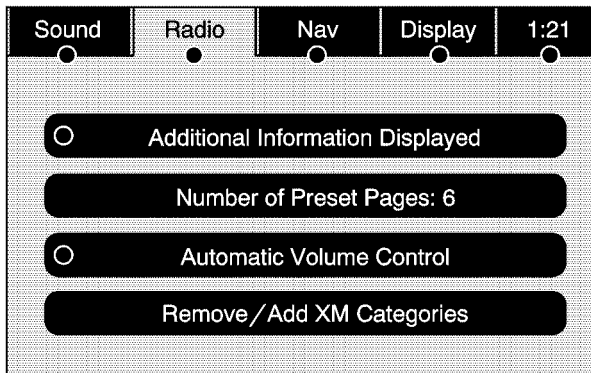 Sound Radio Nav Display 1:21
Additional Information Displayed
Number of Preset Pages: 6
Automatic Volume Control
Remove/Add XM Categories